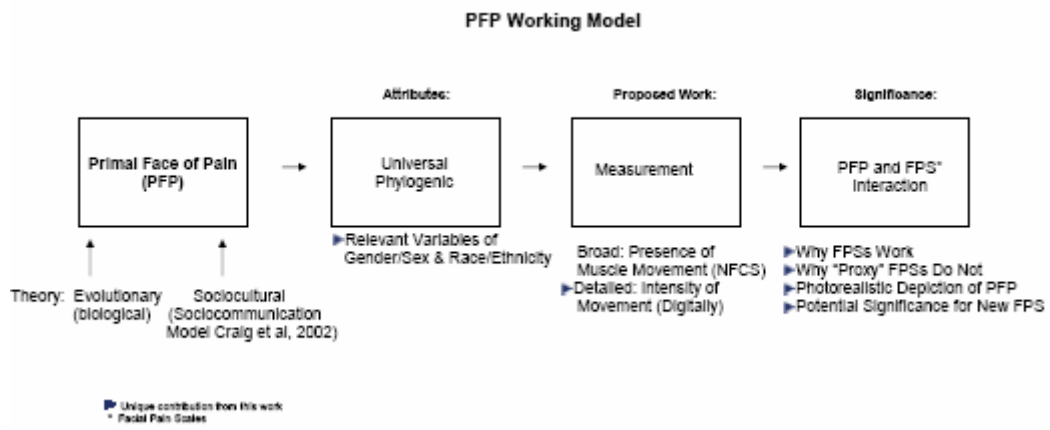 PFP Working Model
Attributes:
Proposed Work:
Significance:
Primal Face of Pain
(PFP)
Universal
Phylogenic
Measurement
PFP and FPS*
Interaction
Relevant Variables of
Gender/Sex & Race/Ethnicity
Broad: Presence of
Muscle Movement (NFCS)
Detailed: Intensity of
Movement (Digitally)
Why FPSs Work
Why "Proxy" FPSs Do Not
Photorealistic Depiction of PFP
Potential Significance for New FPS
Theory: Evolutionary
(biological)
Sociocultural
(Sociocommunication
Model Craig et al, 2002)
Unique contribution from this work
* Facial Pain Scales